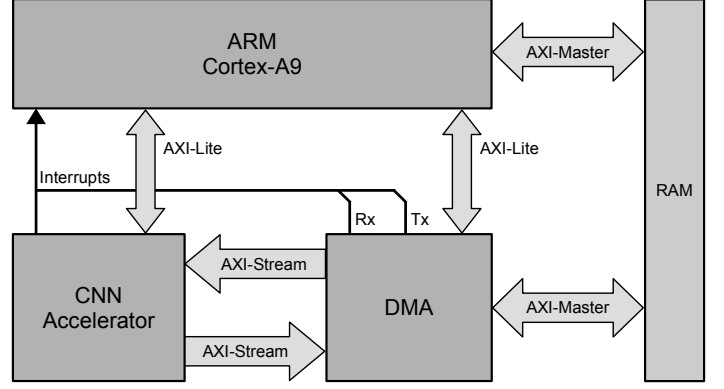 ARM
Cortex-A9
AXI-Master
AXI-Lite
AXI-Lite
Interrupts
RAM
Rx
Tx
AXI-Stream
CNN
Accelerator
DMA
AXI-Master
AXI-Stream